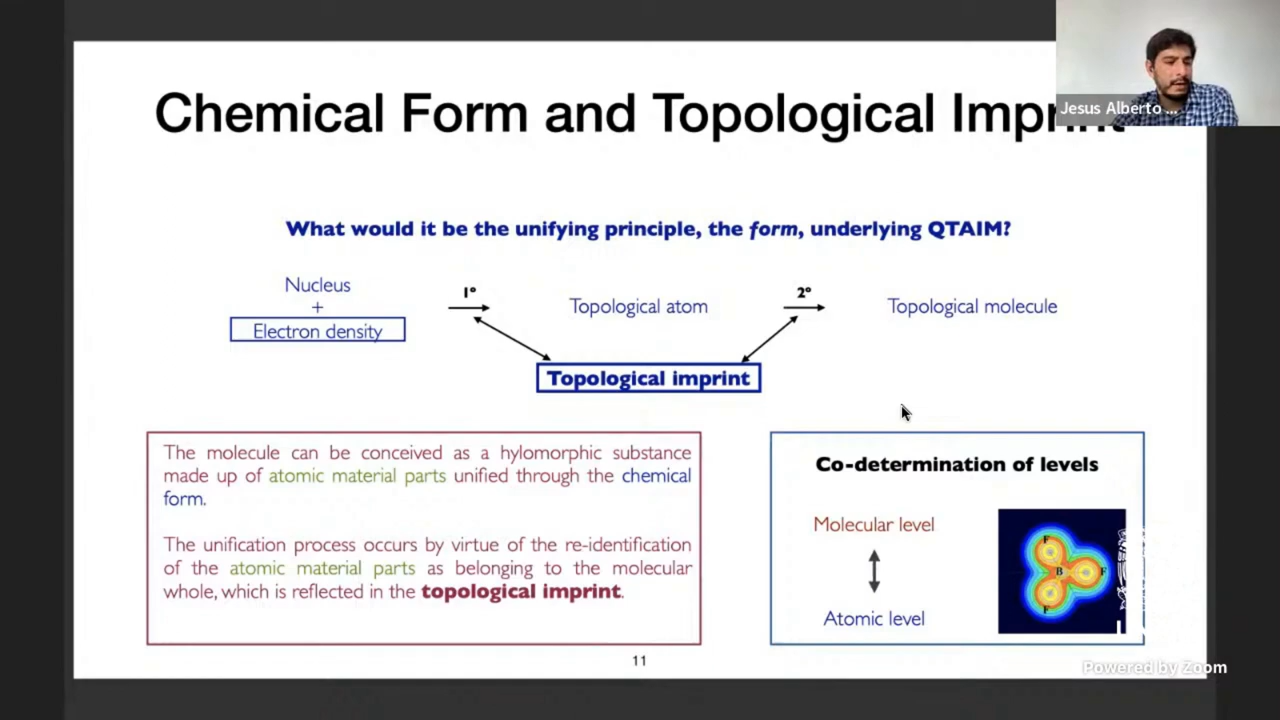 Chemical Form and Topological Imprint
Jesus Alberto ...
What would it be the unifying principle, the form, underlying QTAIM?
Nucleus
+
Electron density
1°
Topological atom
2°
Topological molecule
Topological imprint
The molecule can be conceived as a hylomorphic substance
made up of atomic material parts unified through the chemical
form.
The unification process occurs by virtue of the re-identification
of the atomic material parts as belonging to the molecular
whole, which is reflected in the topological imprint.
Co-determination of levels
Molecular level
Atomic level
F
B
F
F
11
Powered by Zoom